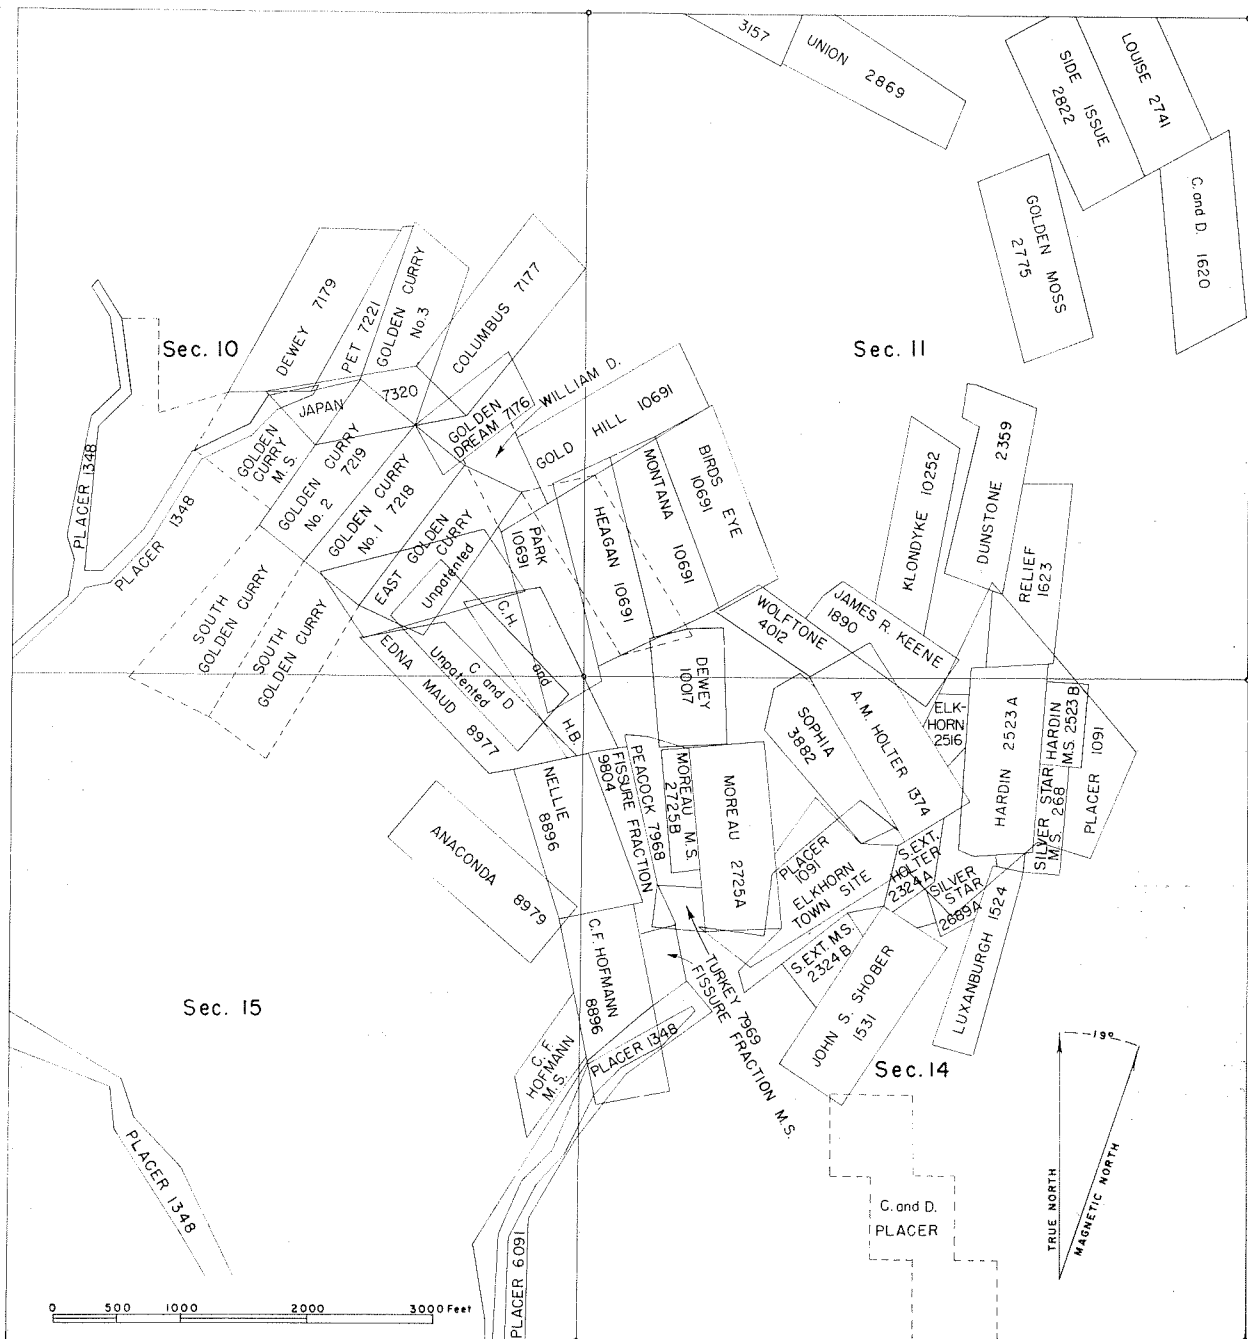 3157
UNION 2869
SIDE ISSUE
2822
LOUISE 2741
C. and D. 1620
GOLDEN MOSS
2775
DEWEY 7179
PET 7221
GOLDEN CURRY
No. 3
COLUMBUS 7177
Sec. 10
Sec. 11
JAPAN 7320
WILLIAM D.
GOLDEN
DREAM 7176
GOLD HILL 10691
GOLDEN
CURRY
M. S.
GOLDEN CURRY
No. 2 7219
GOLDEN CURRY
No. 1 7218
EAST GOLDEN
CURRY
Unpatented
PLACER 1348
PLACER 1348
PARK
10691
HEAGAN 10691
MONTANA 10691
BIRDS EYE
10691
KLONDYKE 10252
DUNSTONE 2359
RELIEF
1623
SOUTH
GOLDEN CURRY
SOUTH
GOLDEN CURRY
EDNA MAUD 8977
C and D
Unpatented
C. H. and H.B.
WOLFTONE
4012
JAMES R. KEENE
1890
DEWEY
10017
SOPHIA
3882
A. M. HOLTER 1374
ELK-
HORN
2516
HARDIN 2523A
HARDIN
M.S. 2523B
SILVER STAR
M.S. 268
PLACER 1091
NELLIE
8896
FISSURE FRACTION
9804
PEACOCK 7968
MOREAU M.S.
2725B
MOREAU 2725A
ANACONDA 8979
PLACER
1091
ELKHORN
TOWN SITE
S. EXT.
HOLTER
2324A
SILVER
STAR
2689A
LUXANBURGH 1524
S. EXT. M.S.
2324B
JOHN S. SHOBER
1531
C. F. HOFMANN
8896
TURKEY 7969
FISSURE FRACTION M.S.
C. F.
HOFMANN
M. S.
PLACER 1348
Sec. 15
Sec. 14
PLACER 1348
PLACER 6091
C. and D.
PLACER
19°
TRUE NORTH
MAGNETIC NORTH
0 500 1000 2000 3000 Feet